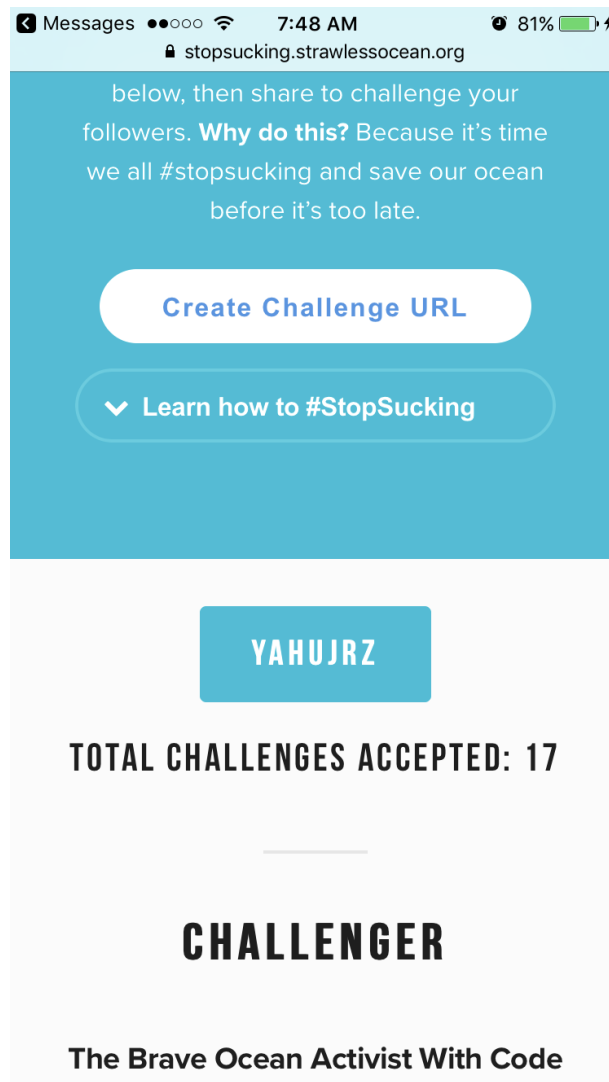 Messages 7:48 AM 81%
stopsucking.strawlessocean.org
below, then share to challenge your
followers. Why do this? Because it’s time
we all #stopsucking and save our ocean
before it’s too late.
Create Challenge URL
Learn how to #StopSucking
YAHUJRZ
TOTAL CHALLENGES ACCEPTED: 17
CHALLENGER
The Brave Ocean Activist With Code